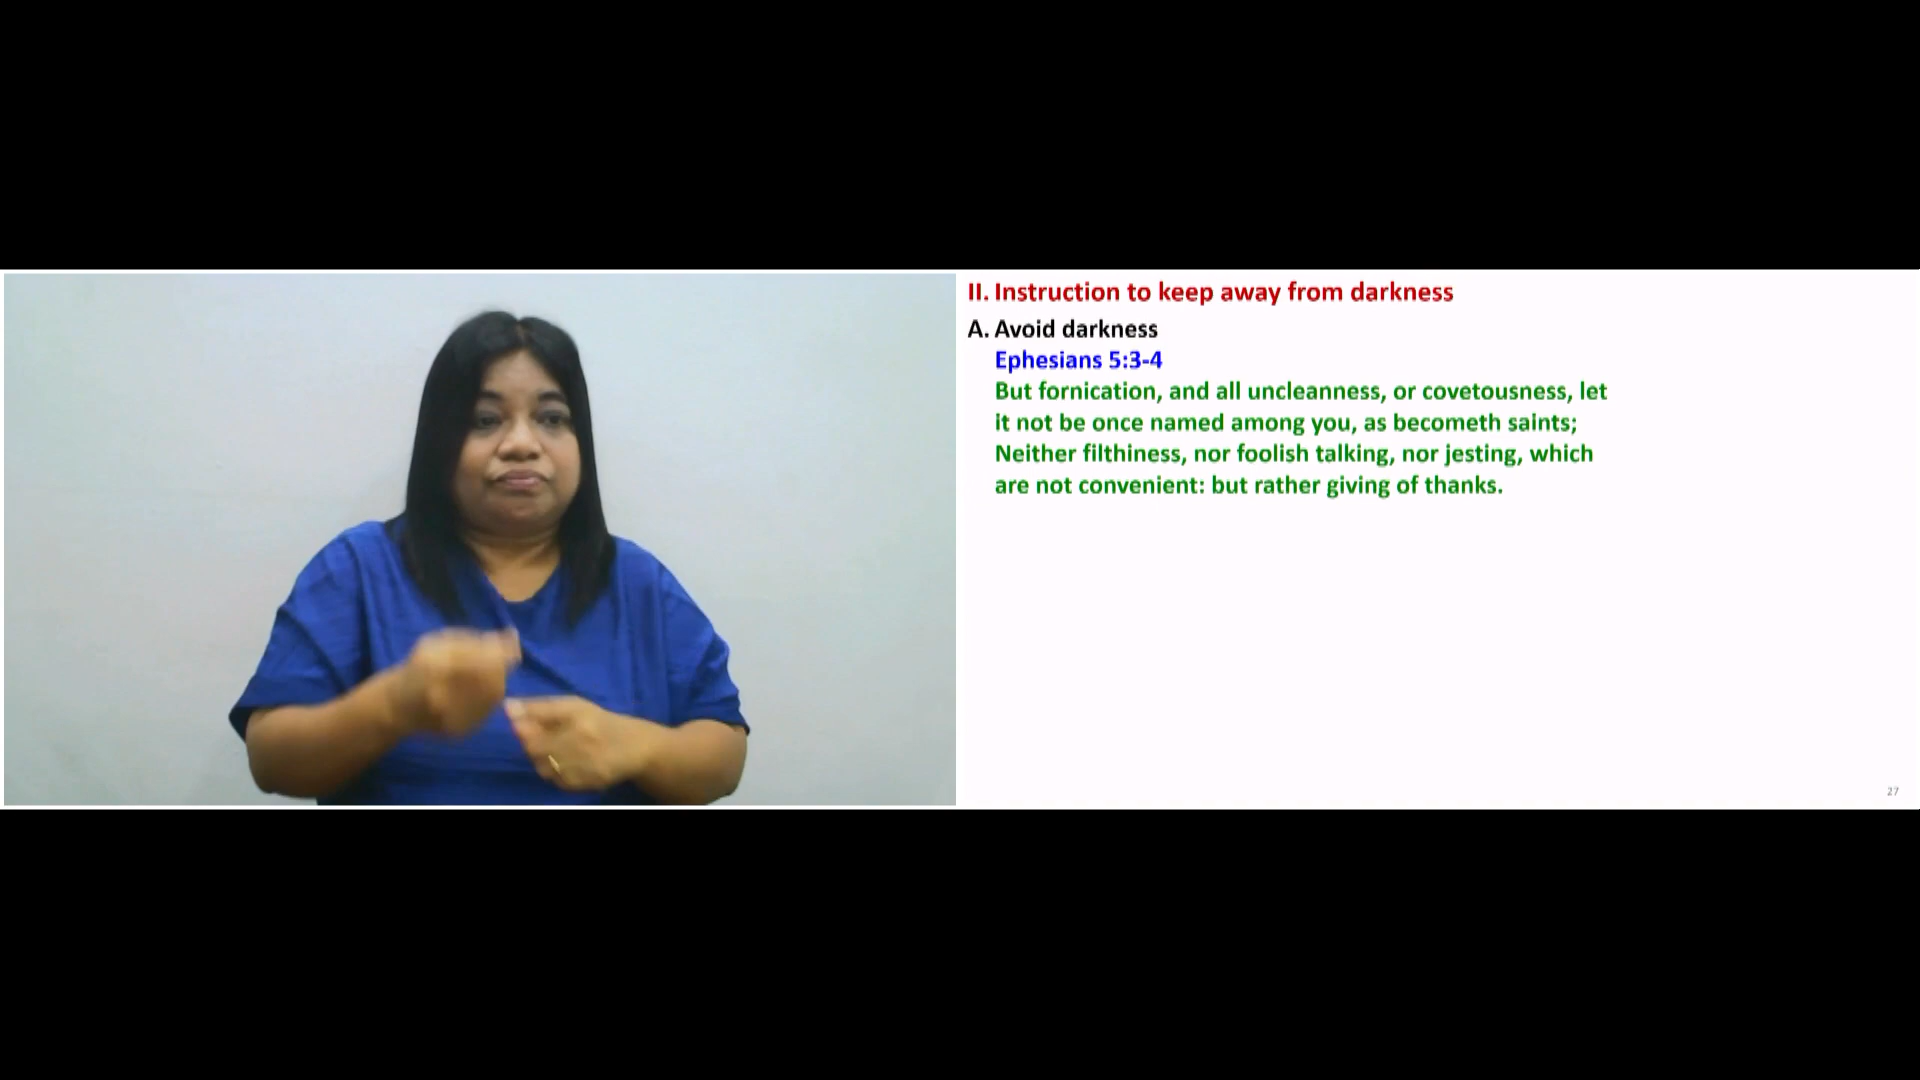 II. Instruction to keep away from darkness
A. Avoid darkness
Ephesians 5:3-4
But fornication, and all uncleanness, or covetousness, let
it not be once named among you, as becometh saints;
Neither filthiness, nor foolish talking, nor jesting, which
are not convenient: but rather giving of thanks.
27